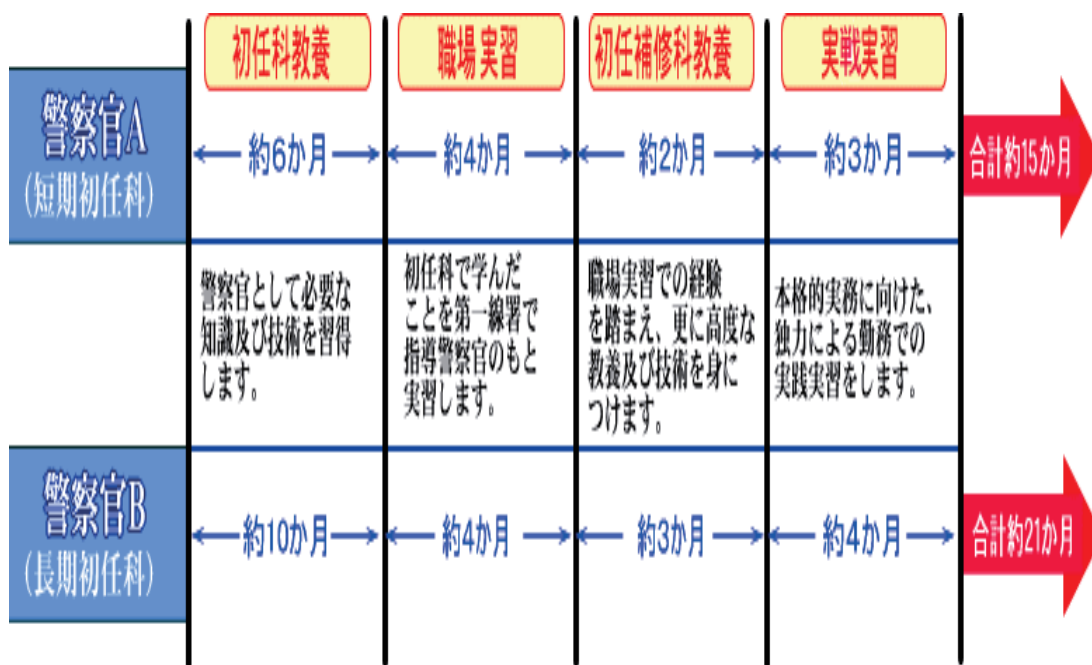 初任科教養
職場実習
初任補修科教養
実戦実習
警察官A
(短期初任科)
約6か月
約4か月
約2か月
約3か月
合計約15か月
警察官として必要な
知識及び技術を習得
します。
初任科で学んだ
ことを第一線署で
指導警察官のもと
実習します。
職場実習での経験
を踏まえ、更に高度な
教養及び技術を身に
つけます。
本格的実務に向けた、
独力による勤務での
実践実習をします。
警察官B
(長期初任科)
約10か月
約4か月
約3か月
約4か月
合計約21か月